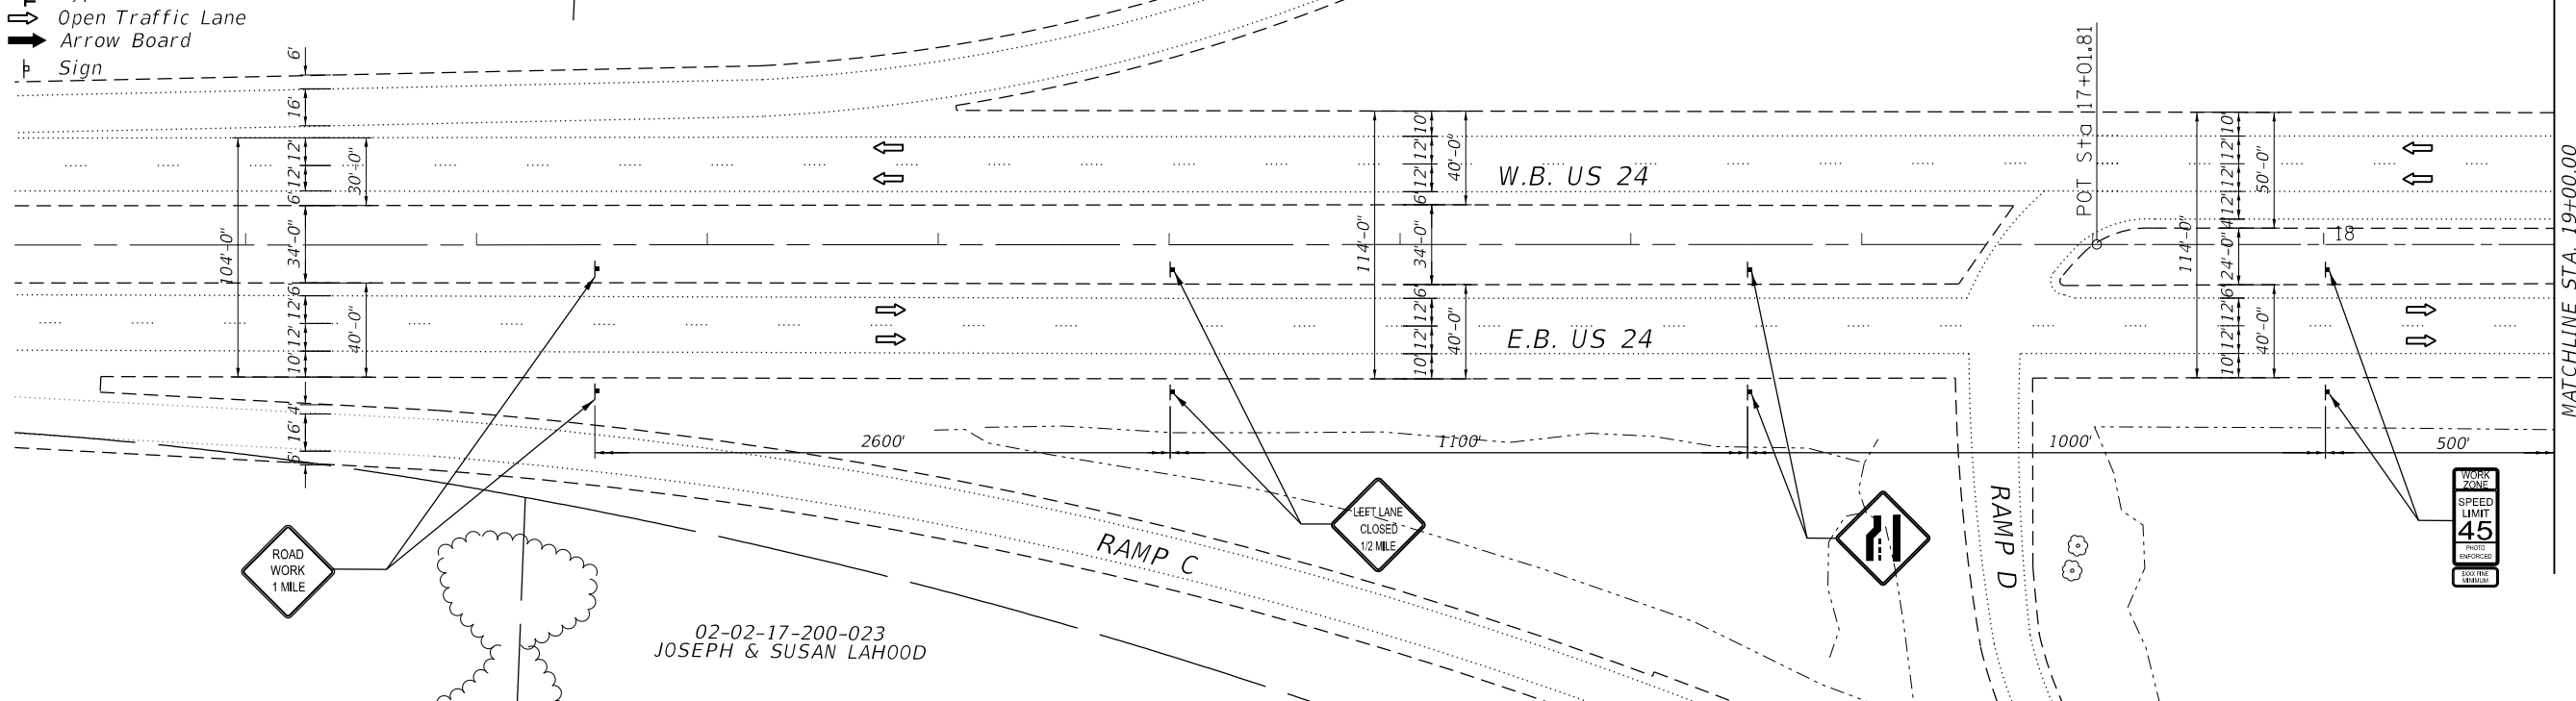 Open Traffic Lane
Arrow Board
Sign
6'
16'
12'
12'
6'
30'-0"
104'-0"
34'-0"
6'
12'
12'
10'
40'-0"
4'
16'
10'
12'
12'
6'
40'-0"
114'-0"
34'-0"
6'
12'
12'
10'
40'-0"
W.B. US 24
E.B. US 24
POT Sta 17+01.81
10'
12'
12'
12'
4'
50'-0"
114'-0"
24'-0"
6'
12'
12'
10'
40'-0"
18
MATCHLINE STA. 19+00.00
2600'
1100'
1000'
500'
ROAD
WORK
1 MILE
LEFT LANE
CLOSED
1/2 MILE
WORK
ZONE
SPEED
LIMIT
45
PHOTO
ENFORCED
$XXX FINE
MINIMUM
RAMP C
RAMP D
02-02-17-200-023
JOSEPH & SUSAN LAHOOD